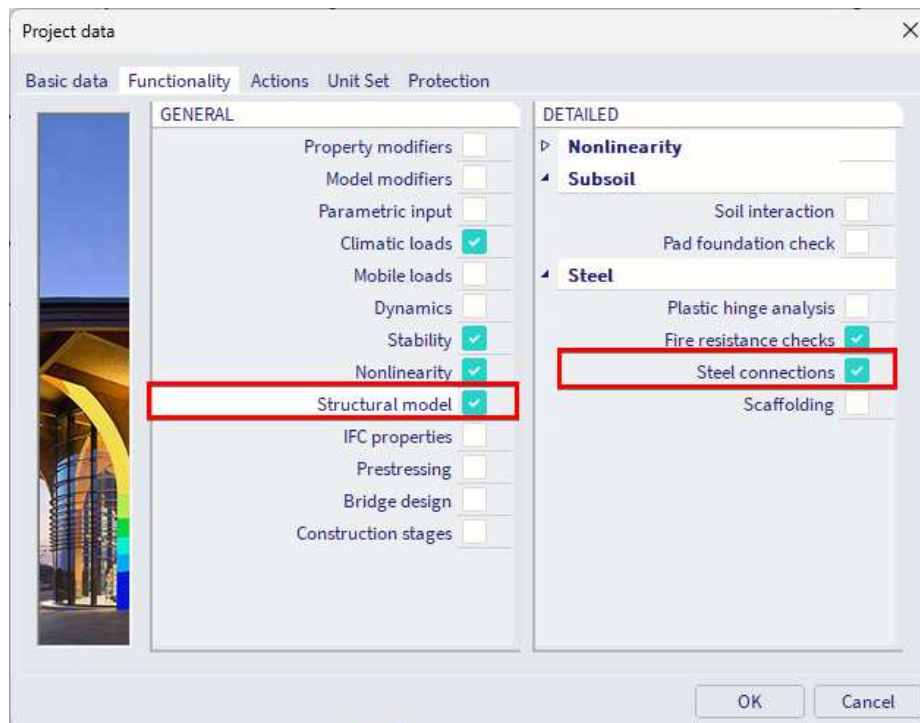 Project data
Basic data Functionality Actions Unit Set Protection
GENERAL
Property modifiers
Model modifiers
Parametric input
Climatic loads
Mobile loads
Dynamics
Stability
Nonlinearity
Structural model
IFC properties
Prestressing
Bridge design
Construction stages
DETAILED
Nonlinearity
Subsoil
Soil interaction
Pad foundation check
Steel
Plastic hinge analysis
Fire resistance checks
Steel connections
Scaffolding
OK Cancel